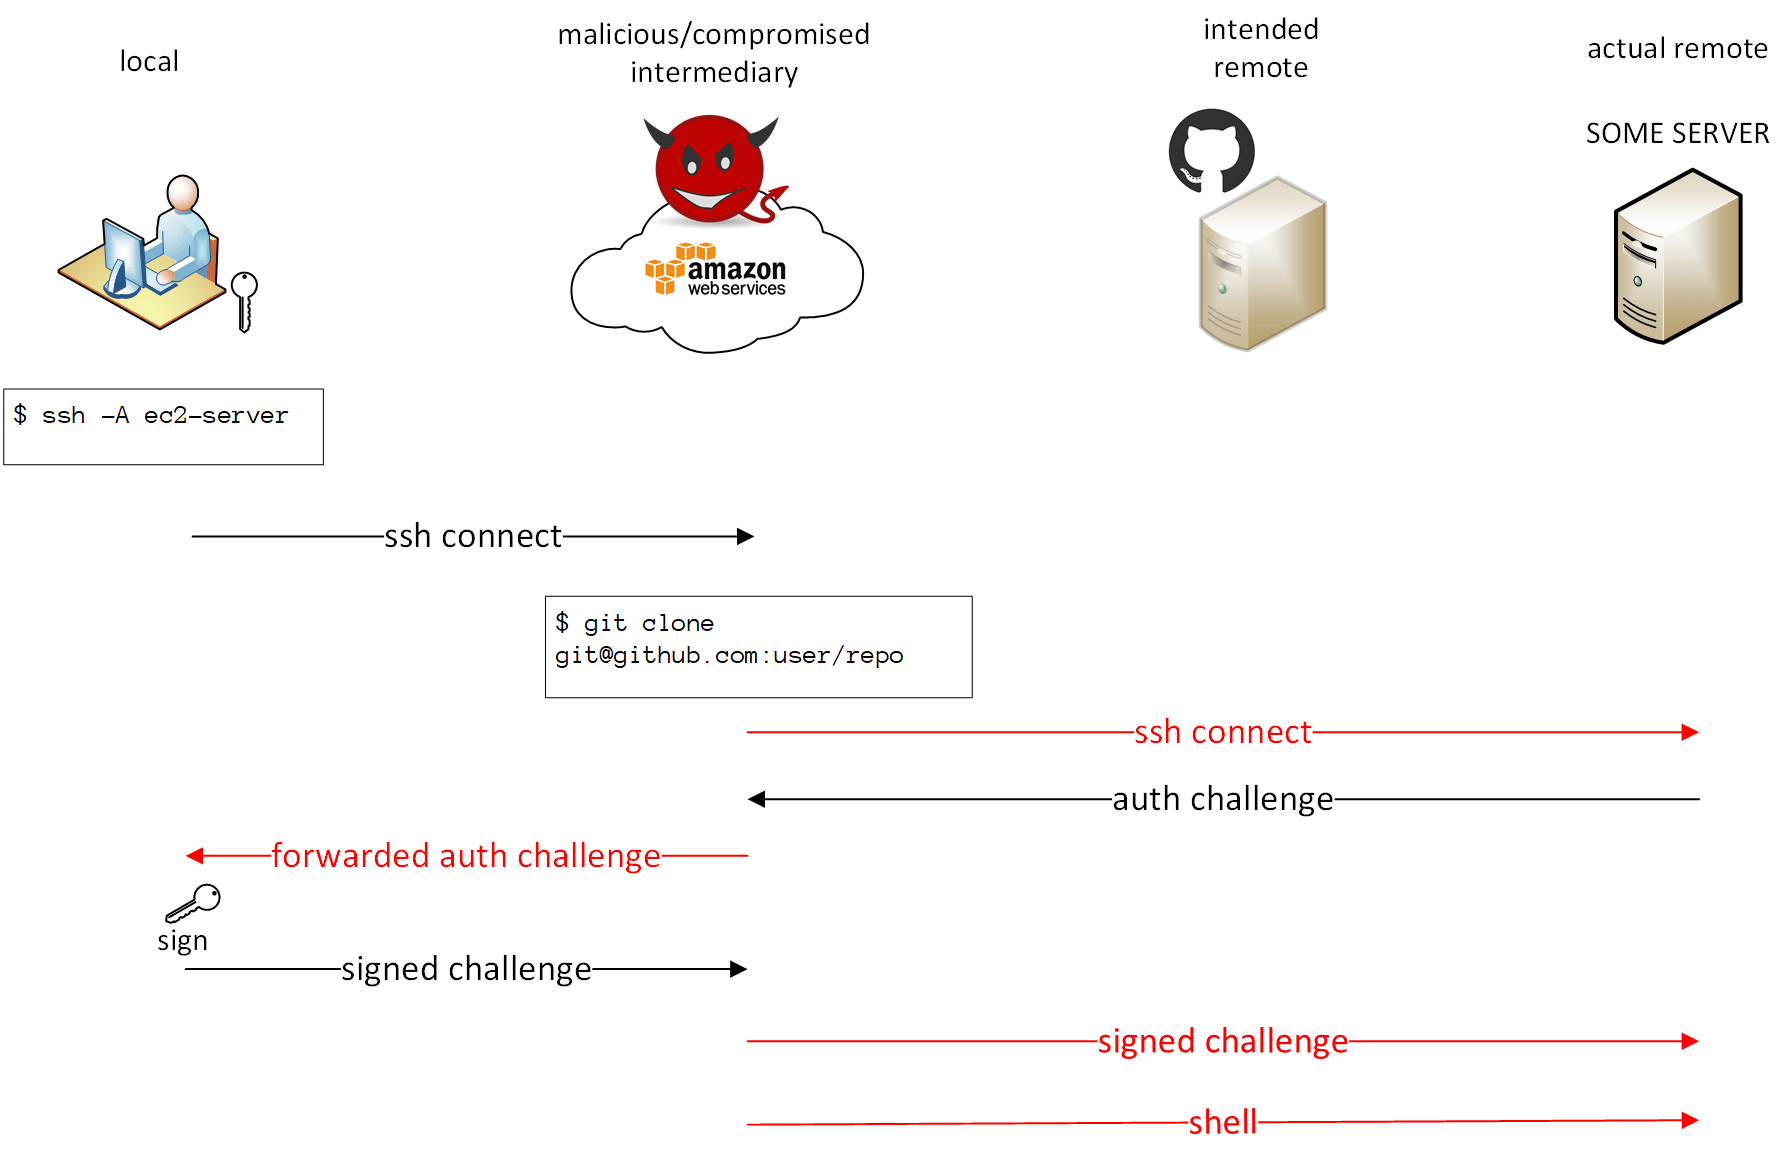 local
malicious/compromised
intermediary
intended
remote
actual remote
SOME SERVER
amazon
web services
$ ssh -A ec2-server
ssh connect
$ git clone
git@github.com:user/repo
ssh connect
auth challenge
forwarded auth challenge
sign
signed challenge
signed challenge
shell